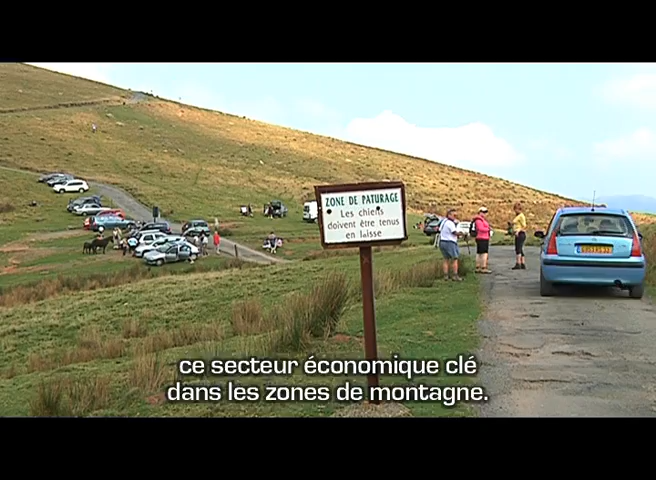 ZONE DE PATURAGE
Les chiens
doivent être tenus
en laisse
ce secteur économique clé
dans les zones de montagne.